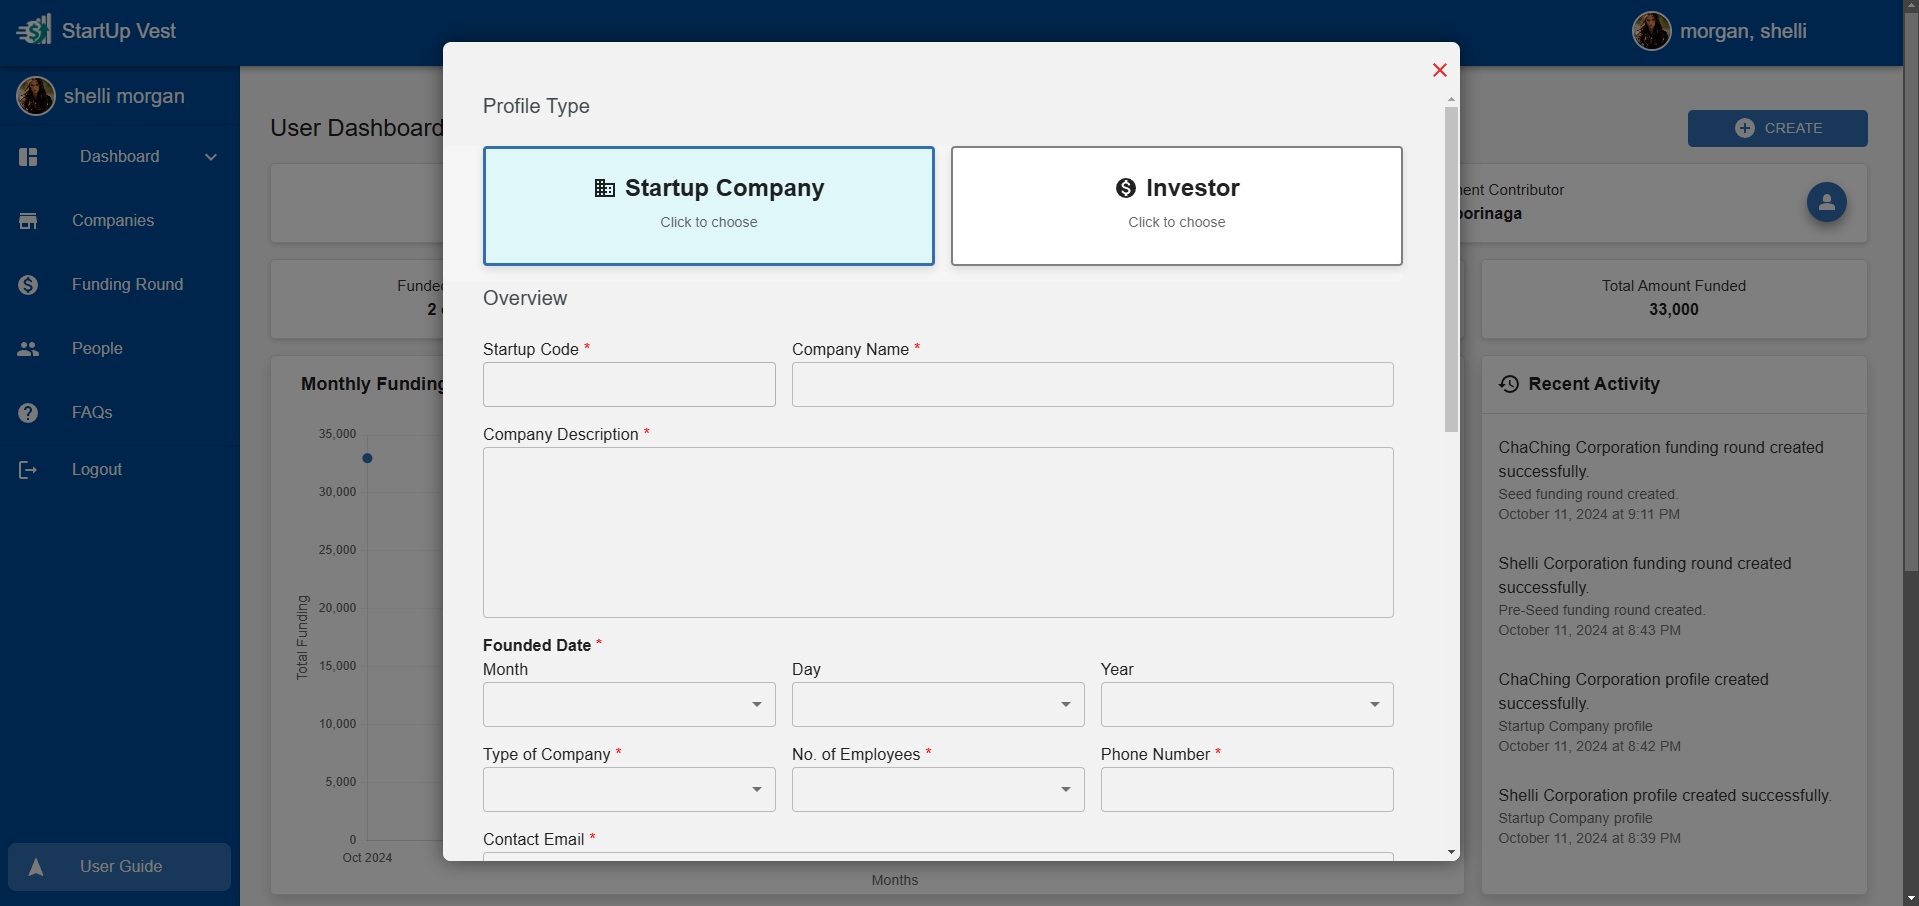 StartUp Vest
morgan, shelli
shelli morgan
Dashboard
Companies
Funding Round
People
FAQs
Logout
User Guide
User Dashboard
CREATE
Profile Type
Startup Company
Click to choose
Investor
Click to choose
Overview
Startup Code *
Company Name *
Company Description *
Founded Date *
Month
Day
Year
Type of Company *
No. of Employees *
Phone Number *
Contact Email *
Total Amount Funded
33,000
2
Monthly Funding
35,000
30,000
25,000
20,000
15,000
10,000
5,000
0
Total Funding
Oct 2024
Months
Contributor
Recent Activity
ChaChing Corporation funding round created
successfully.
Seed funding round created.
October 11, 2024 at 9:11 PM
Shelli Corporation funding round created
successfully.
Pre-Seed funding round created.
October 11, 2024 at 8:43 PM
ChaChing Corporation profile created
successfully.
Startup Company profile
October 11, 2024 at 8:42 PM
Shelli Corporation profile created successfully.
Startup Company profile
October 11, 2024 at 8:39 PM